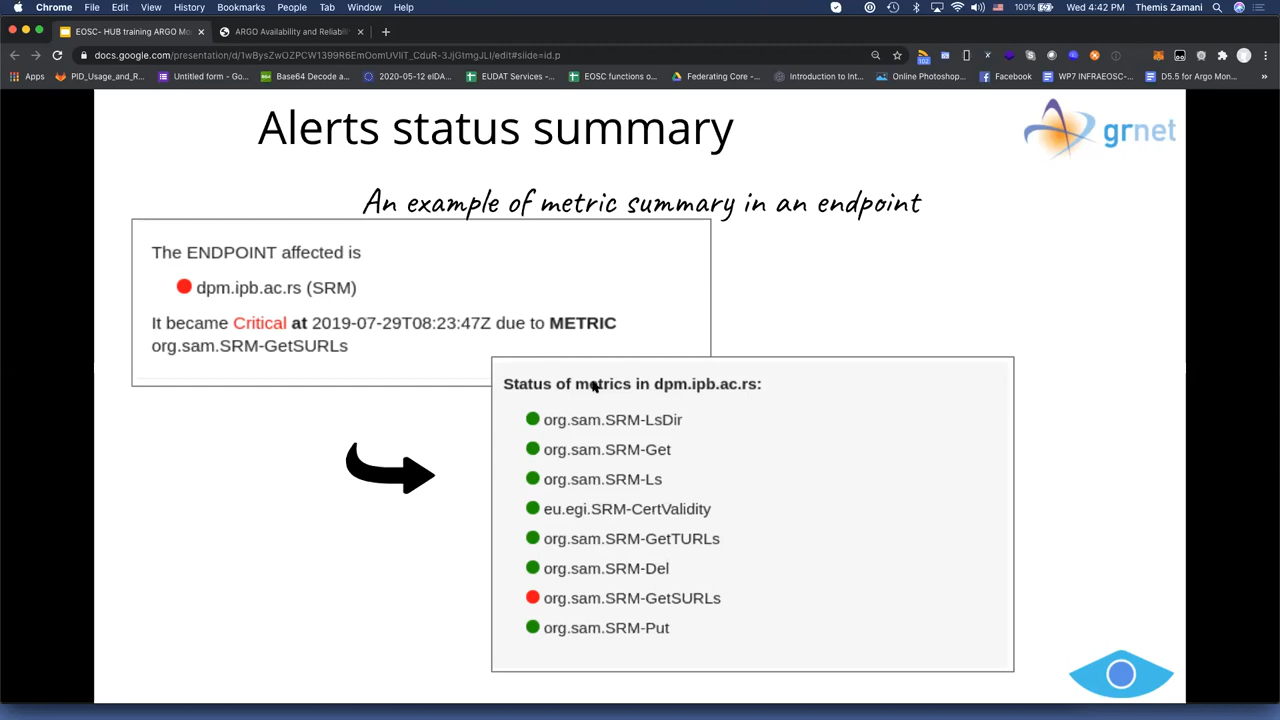 Chrome File Edit View History Bookmarks People Tab Window Help 100% Wed 4:42 PM Themis Zamani
EOSC- HUB training ARGO Mo ARGO Availability and Reliabili
docs.google.com/presentation/d/
Apps PID_Usage_and_R... Untitled form - Go... Base64 Decode a... 2020-05-12 eIDA... EUDAT Services -... EOSC functions o... Federating Core -... Introduction to Int... Online Photoshop... Facebook WP7 INFRAEOSC-... D5.5 for Argo Mon... »
102
Alerts status summary
grnet
An example of metric summary in an endpoint
The ENDPOINT affected is
dpm.ipb.ac.rs (SRM)
It became Critical at 2019-07-29T08:23:47Z due to METRIC
org.sam.SRM-GetSURLs
Status of metrics in dpm.ipb.ac.rs:
org.sam.SRM-LsDir
org.sam.SRM-Get
org.sam.SRM-Ls
eu.egi.SRM-CertValidity
org.sam.SRM-GetTURLs
org.sam.SRM-Del
org.sam.SRM-GetSURLs
org.sam.SRM-Put